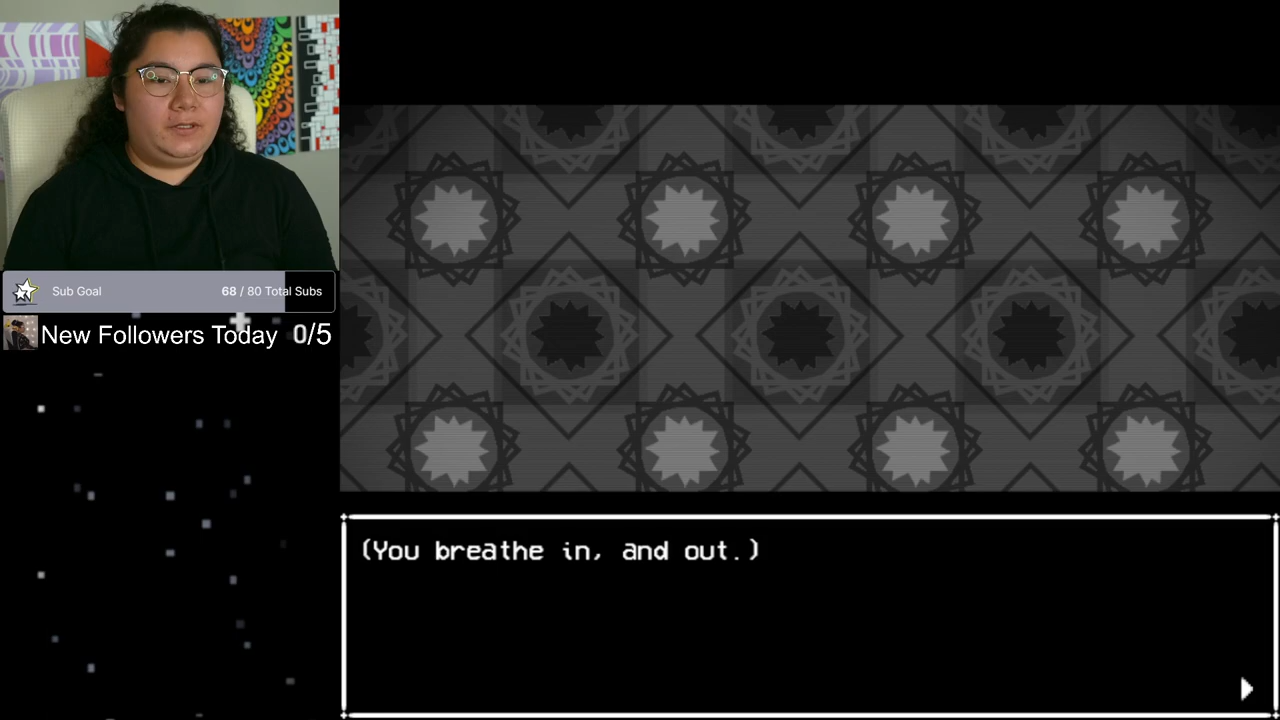 Sub Goal 68 / 80 Total Subs
New Followers Today 0/5
(You breathe in, and out.)